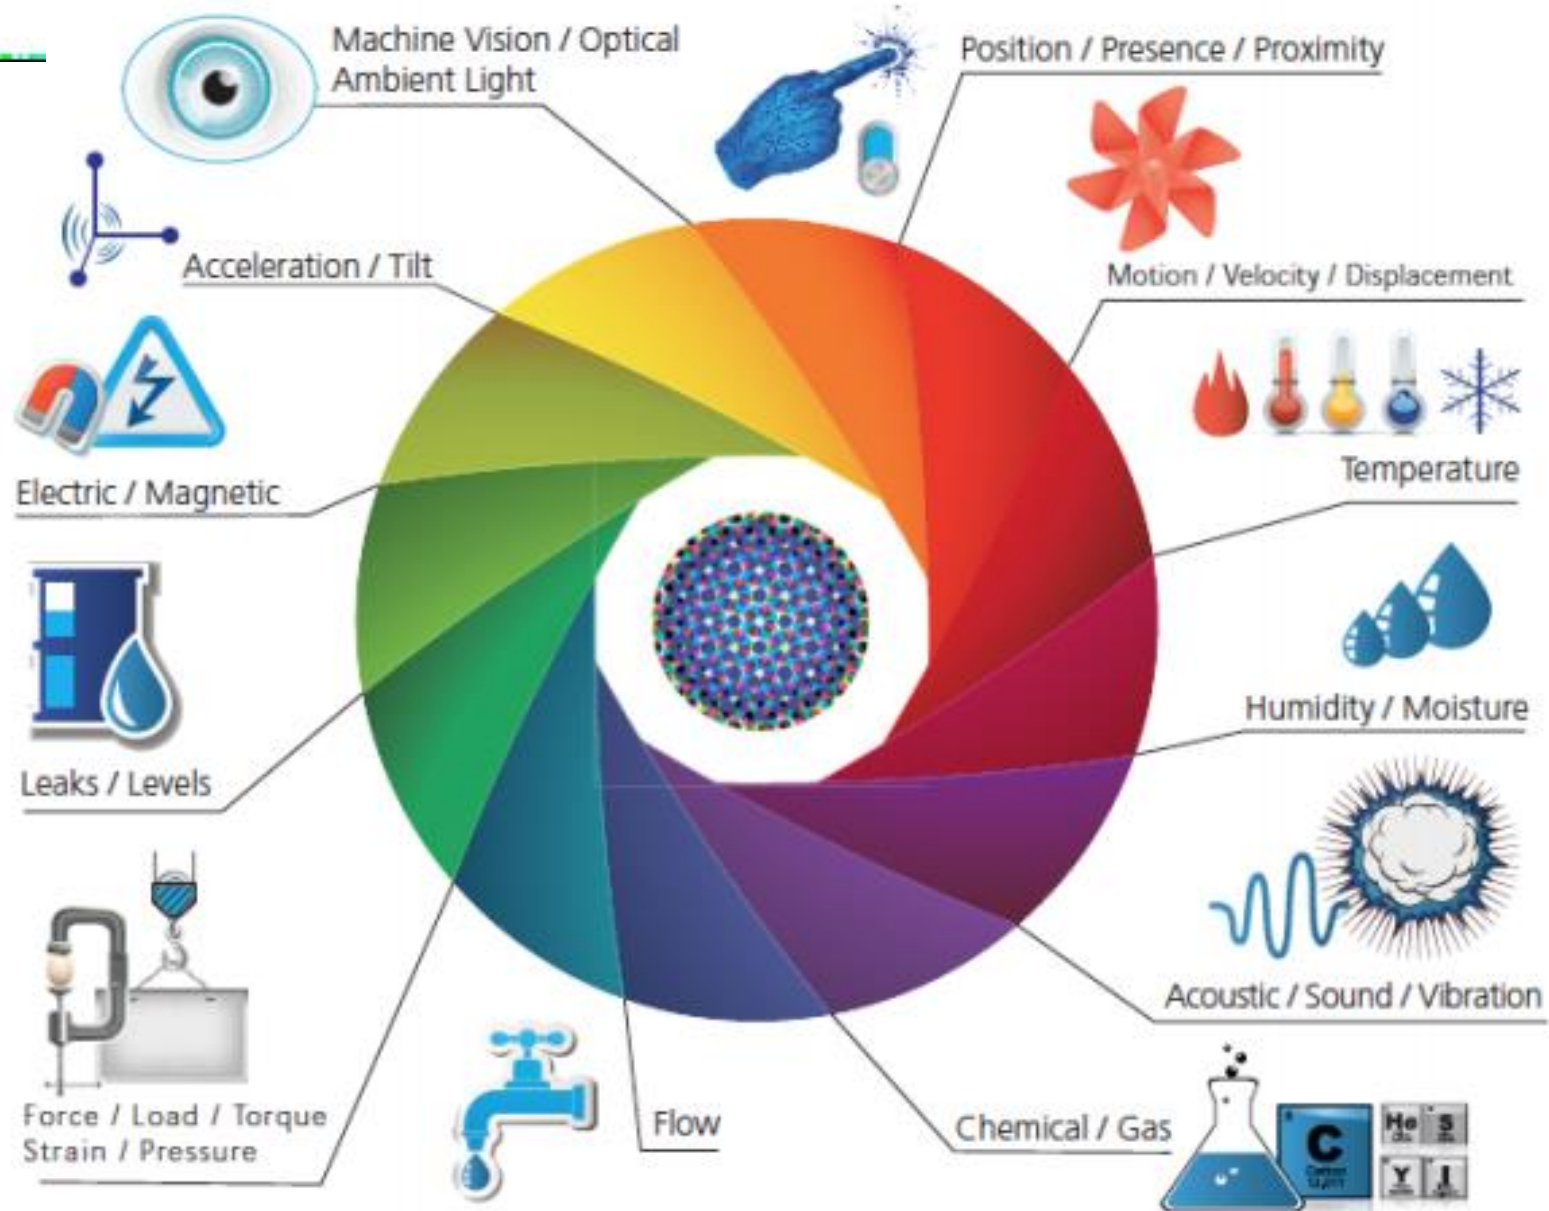 Machine Vision / Optical
Ambient Light
Position / Presence / Proximity
Acceleration / Tilt
Motion / Velocity / Displacement
Electric / Magnetic
Temperature
Leaks / Levels
Humidity / Moisture
Force / Load / Torque
Strain / Pressure
Flow
Chemical / Gas
Acoustic / Sound / Vibration
C
Carbon
He
S
Y